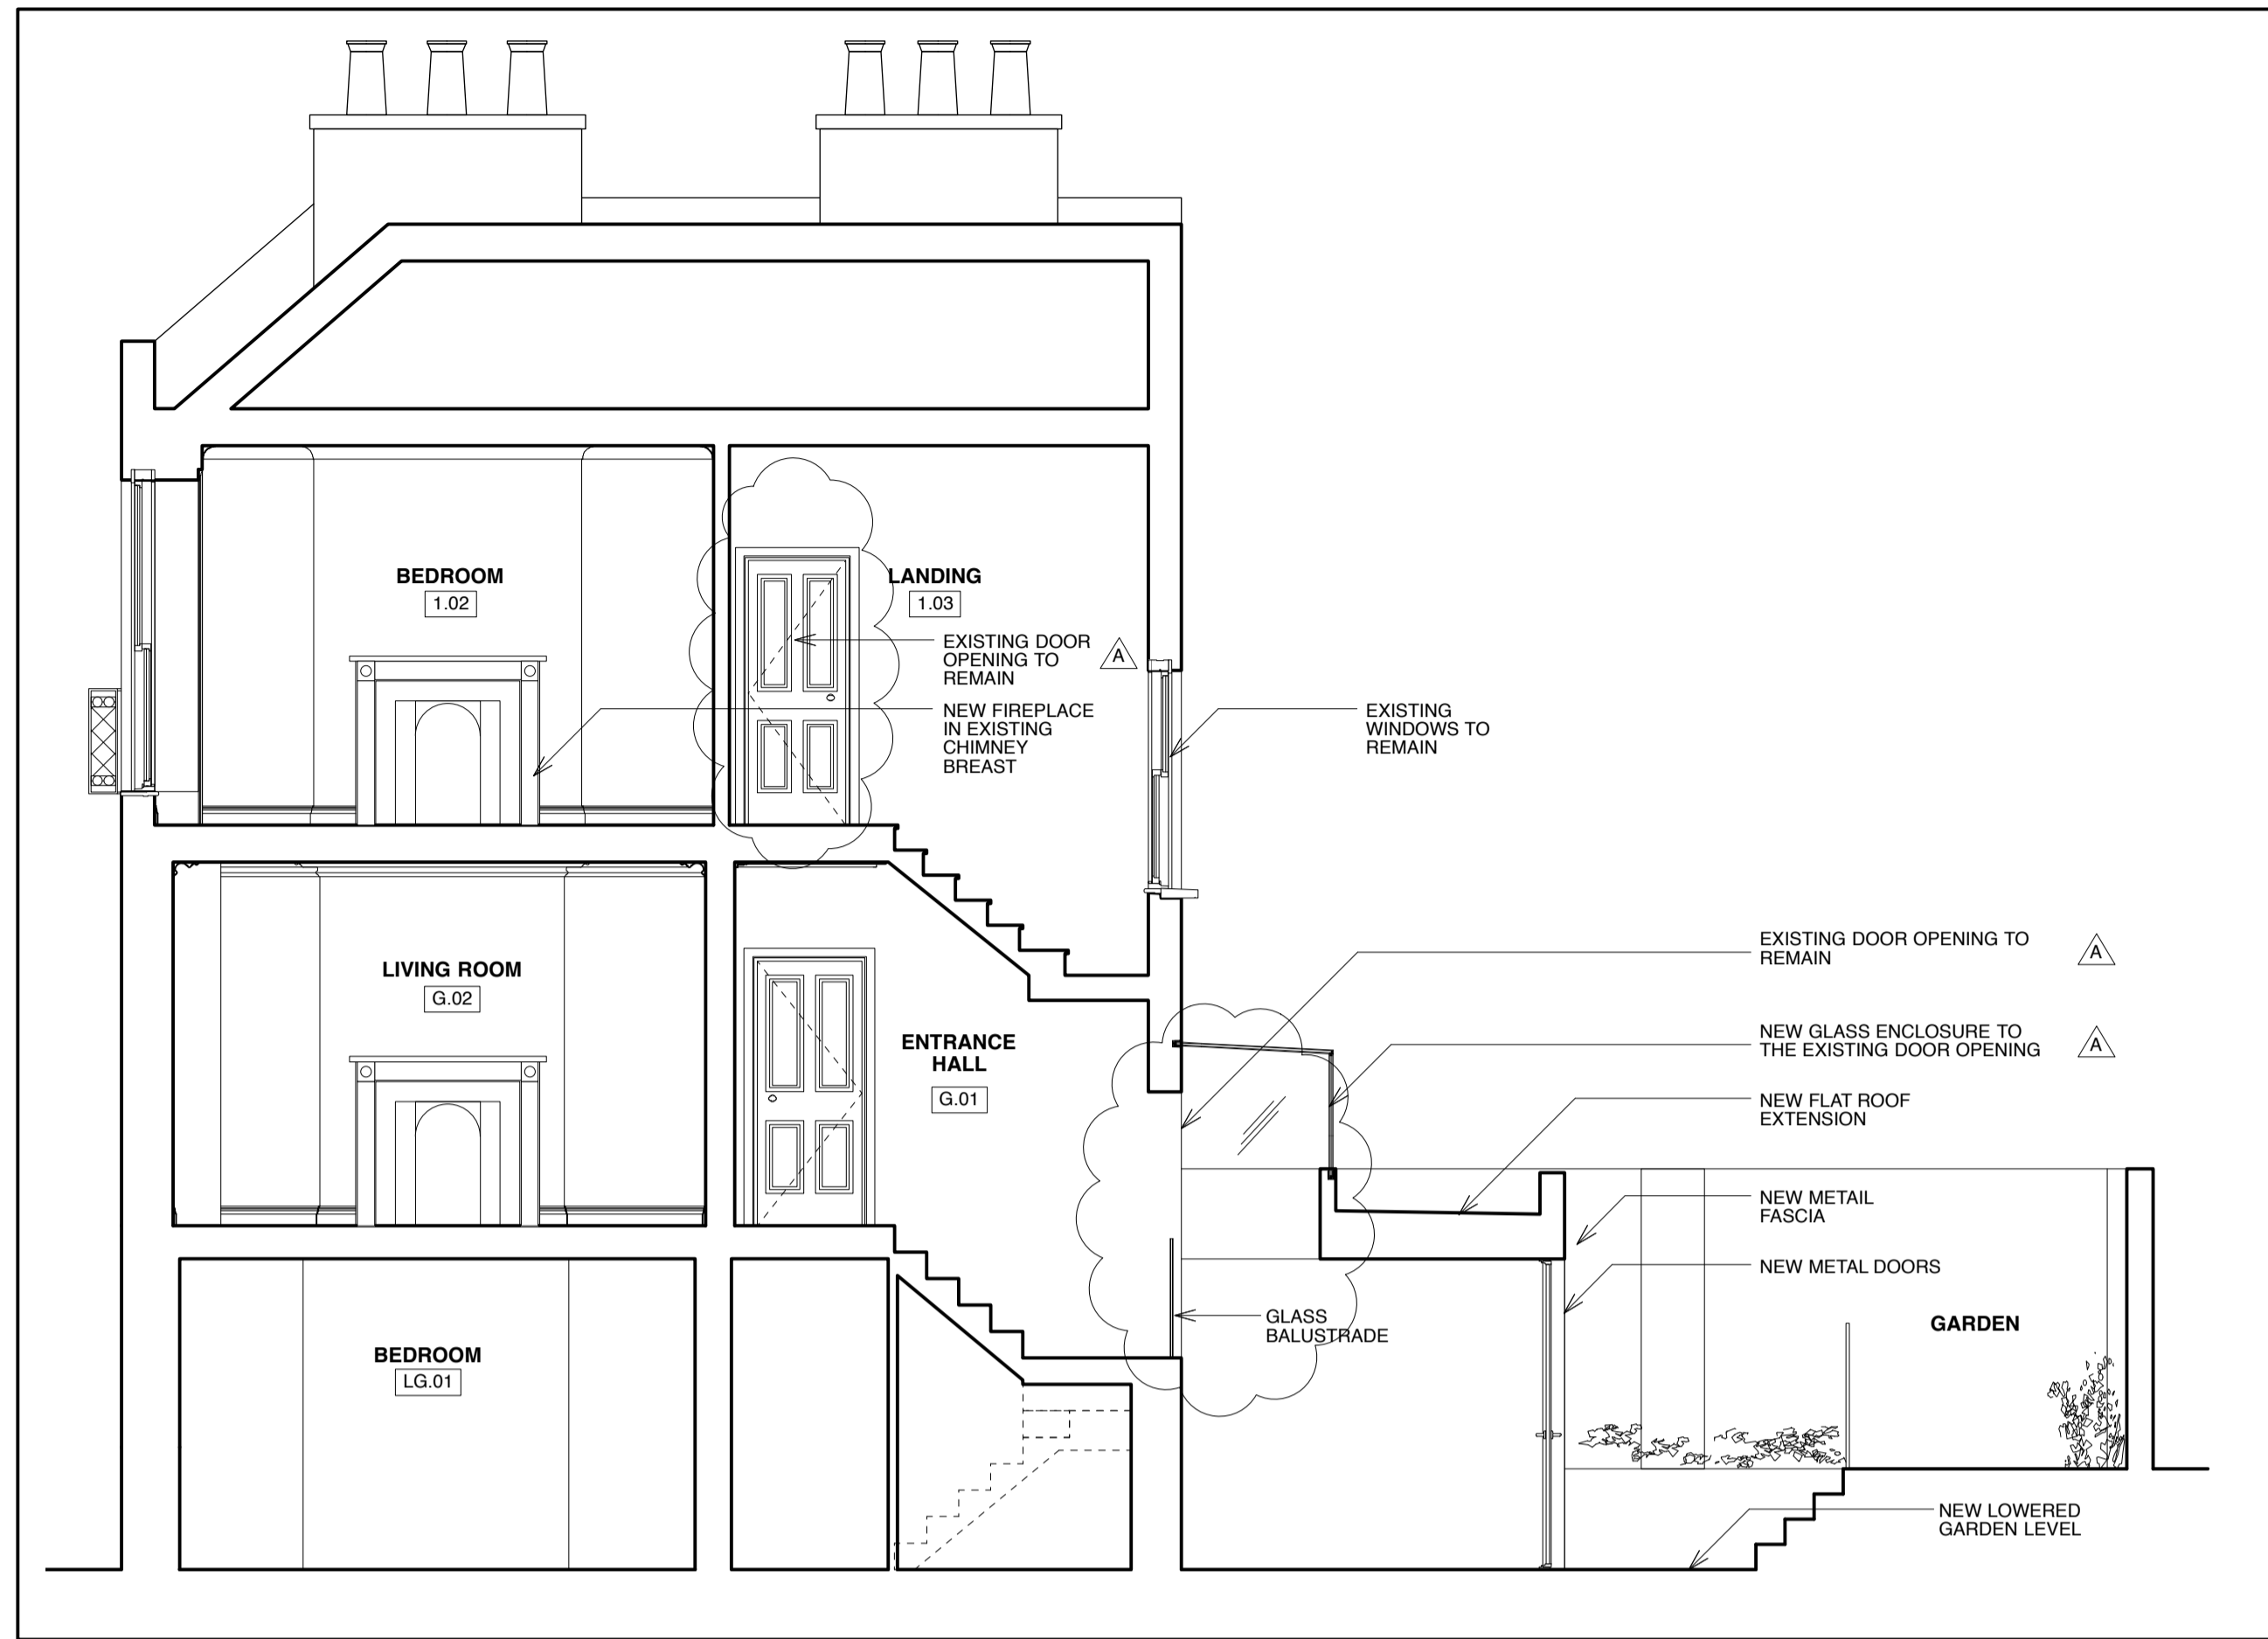 BEDROOM
1.02
LANDING
1.03
EXISTING DOOR
OPENING TO
REMAIN
A
NEW FIREPLACE
IN EXISTING
CHIMNEY
BREAST
EXISTING
WINDOWS TO
REMAIN
LIVING ROOM
G.02
ENTRANCE
HALL
G.01
EXISTING DOOR OPENING TO
REMAIN
A
NEW GLASS ENCLOSURE TO
THE EXISTING DOOR OPENING
A
NEW FLAT ROOF
EXTENSION
NEW METAIL
FASCIA
NEW METAL DOORS
GLASS
BALUSTRADE
GARDEN
BEDROOM
LG.01
NEW LOWERED
GARDEN LEVEL